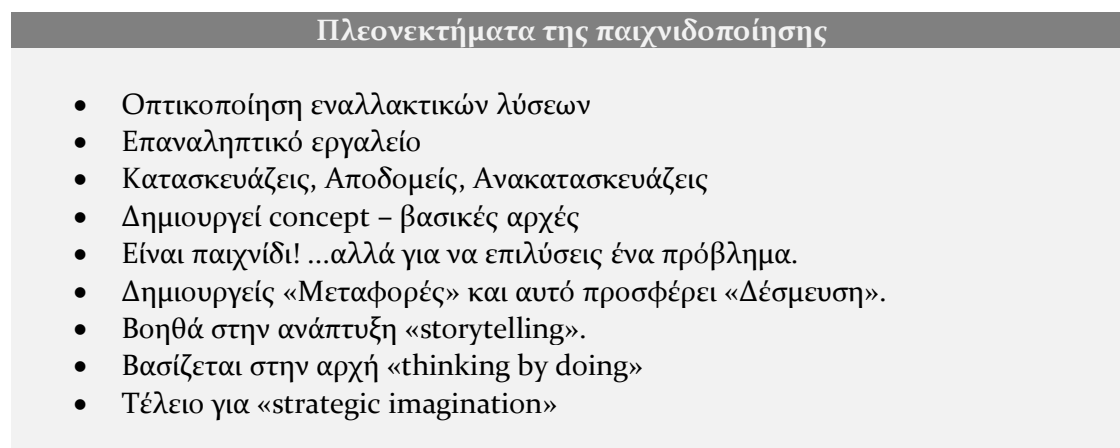 Πλεονεκτήματα της παιχνιδοποίησης
• Οπτικοποίηση εναλλακτικών λύσεων
• Επαναληπτικό εργαλείο
• Κατασκευάζεις, Αποδομείς, Ανακατασκευάζεις
• Δημιουργεί concept – βασικές αρχές
• Είναι παιχνίδι! ...αλλά για να επιλύσεις ένα πρόβλημα.
• Δημιουργείς «Μεταφορές» και αυτό προσφέρει «Δέσμευση».
• Βοηθά στην ανάπτυξη «storytelling».
• Βασίζεται στην αρχή «thinking by doing»
• Τέλειο για «strategic imagination»